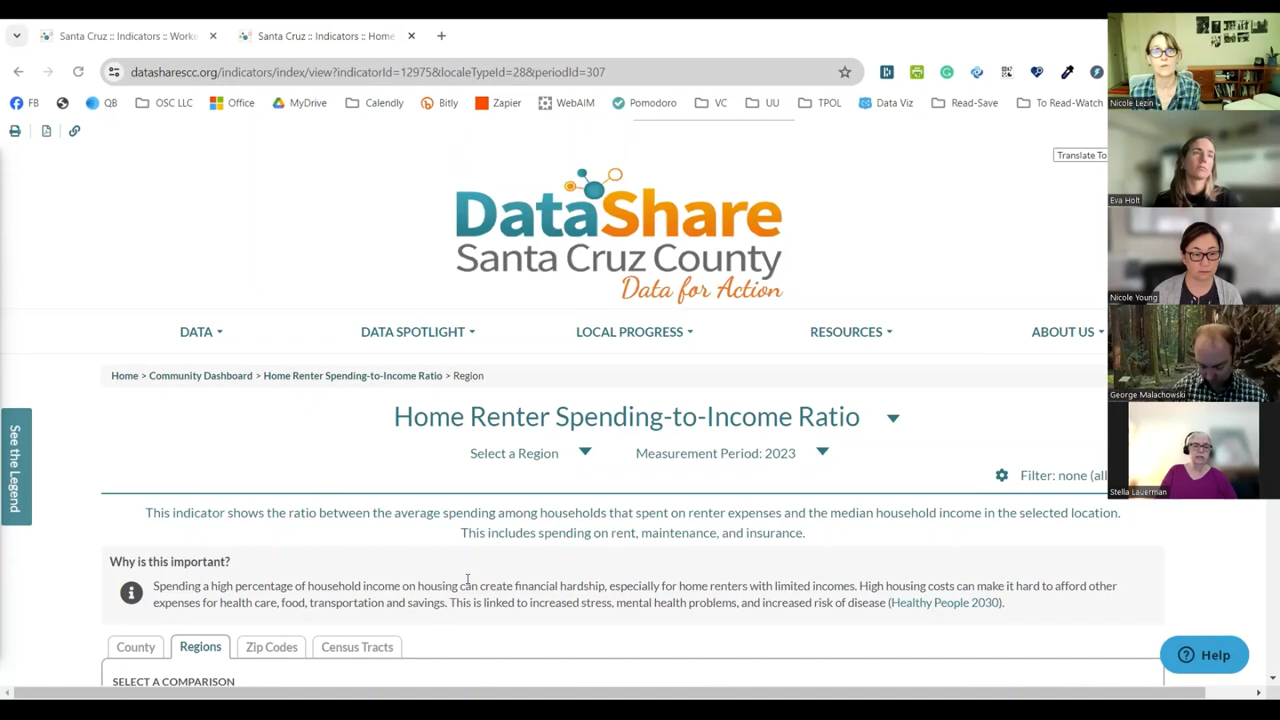 Santa Cruz :: Indicators :: Worke
Santa Cruz :: Indicators :: Home
datasharescc.org/indicators/index/view?indicatorId=12975&localeTypeId=28&periodId=307
FB
QB
OSC LLC
Office
MyDrive
Calendly
Bitly
Zapier
WebAIM
Pomodoro
VC
UU
TPOL
Data Viz
Read-Save
To Read-Watch
Translate To
DataShare
Santa Cruz County
Data for Action
DATA
DATA SPOTLIGHT
LOCAL PROGRESS
RESOURCES
ABOUT US
Home > Community Dashboard > Home Renter Spending-to-Income Ratio > Region
Home Renter Spending-to-Income Ratio
Select a Region
Measurement Period: 2023
Filter: none (all
See the Legend
This indicator shows the ratio between the average spending among households that spent on renter expenses and the median household income in the selected location.
This includes spending on rent, maintenance, and insurance.
Why is this important?
Spending a high percentage of household income on housing can create financial hardship, especially for home renters with limited incomes. High housing costs can make it hard to afford other
expenses for health care, food, transportation and savings. This is linked to increased stress, mental health problems, and increased risk of disease (Healthy People 2030).
County
Regions
Zip Codes
Census Tracts
SELECT A COMPARISON
Help
Nicole Lezin
Eva Holt
Nicole Young
George Malachowski
Stella Lauerman